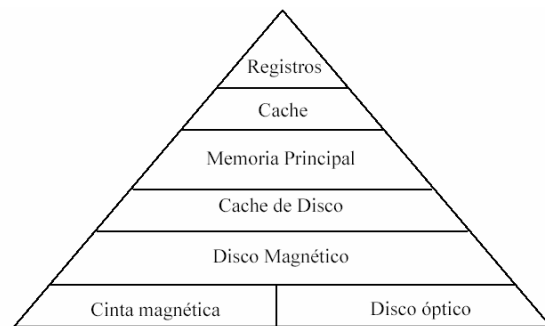 Registros
Cache
Memoria Principal
Cache de Disco
Disco Magnético
Cinta magnética
Disco óptico